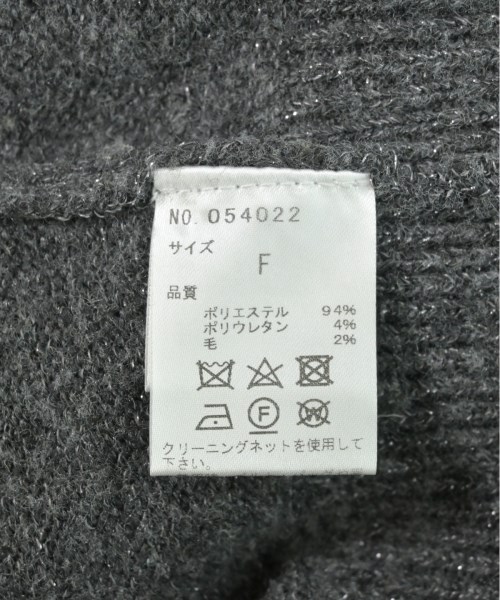 NO. 054022
サイズ
F
品質
ポリエステル 94%
ポリウレタン 4%
毛 2%
F W
クリーニングネットを使用して
下さい。